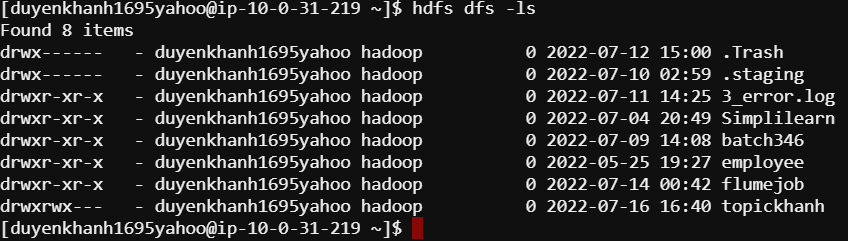 [duyenkhanh1695yahoo@ip-10-0-31-219 ~]$ hdfs dfs -ls
Found 8 items
drwx------   - duyenkhanh1695yahoo hadoop          0 2022-07-12 15:00 .Trash
drwx------   - duyenkhanh1695yahoo hadoop          0 2022-07-10 02:59 .staging
drwxr-xr-x   - duyenkhanh1695yahoo hadoop          0 2022-07-11 14:25 3_error.log
drwxr-xr-x   - duyenkhanh1695yahoo hadoop          0 2022-07-04 20:49 Simplilearn
drwxr-xr-x   - duyenkhanh1695yahoo hadoop          0 2022-07-09 14:08 batch346
drwxr-xr-x   - duyenkhanh1695yahoo hadoop          0 2022-05-25 19:27 employee
drwxr-xr-x   - duyenkhanh1695yahoo hadoop          0 2022-07-14 00:42 flumejob
drwxrwx---   - duyenkhanh1695yahoo hadoop          0 2022-07-16 16:40 topickhanh
[duyenkhanh1695yahoo@ip-10-0-31-219 ~]$